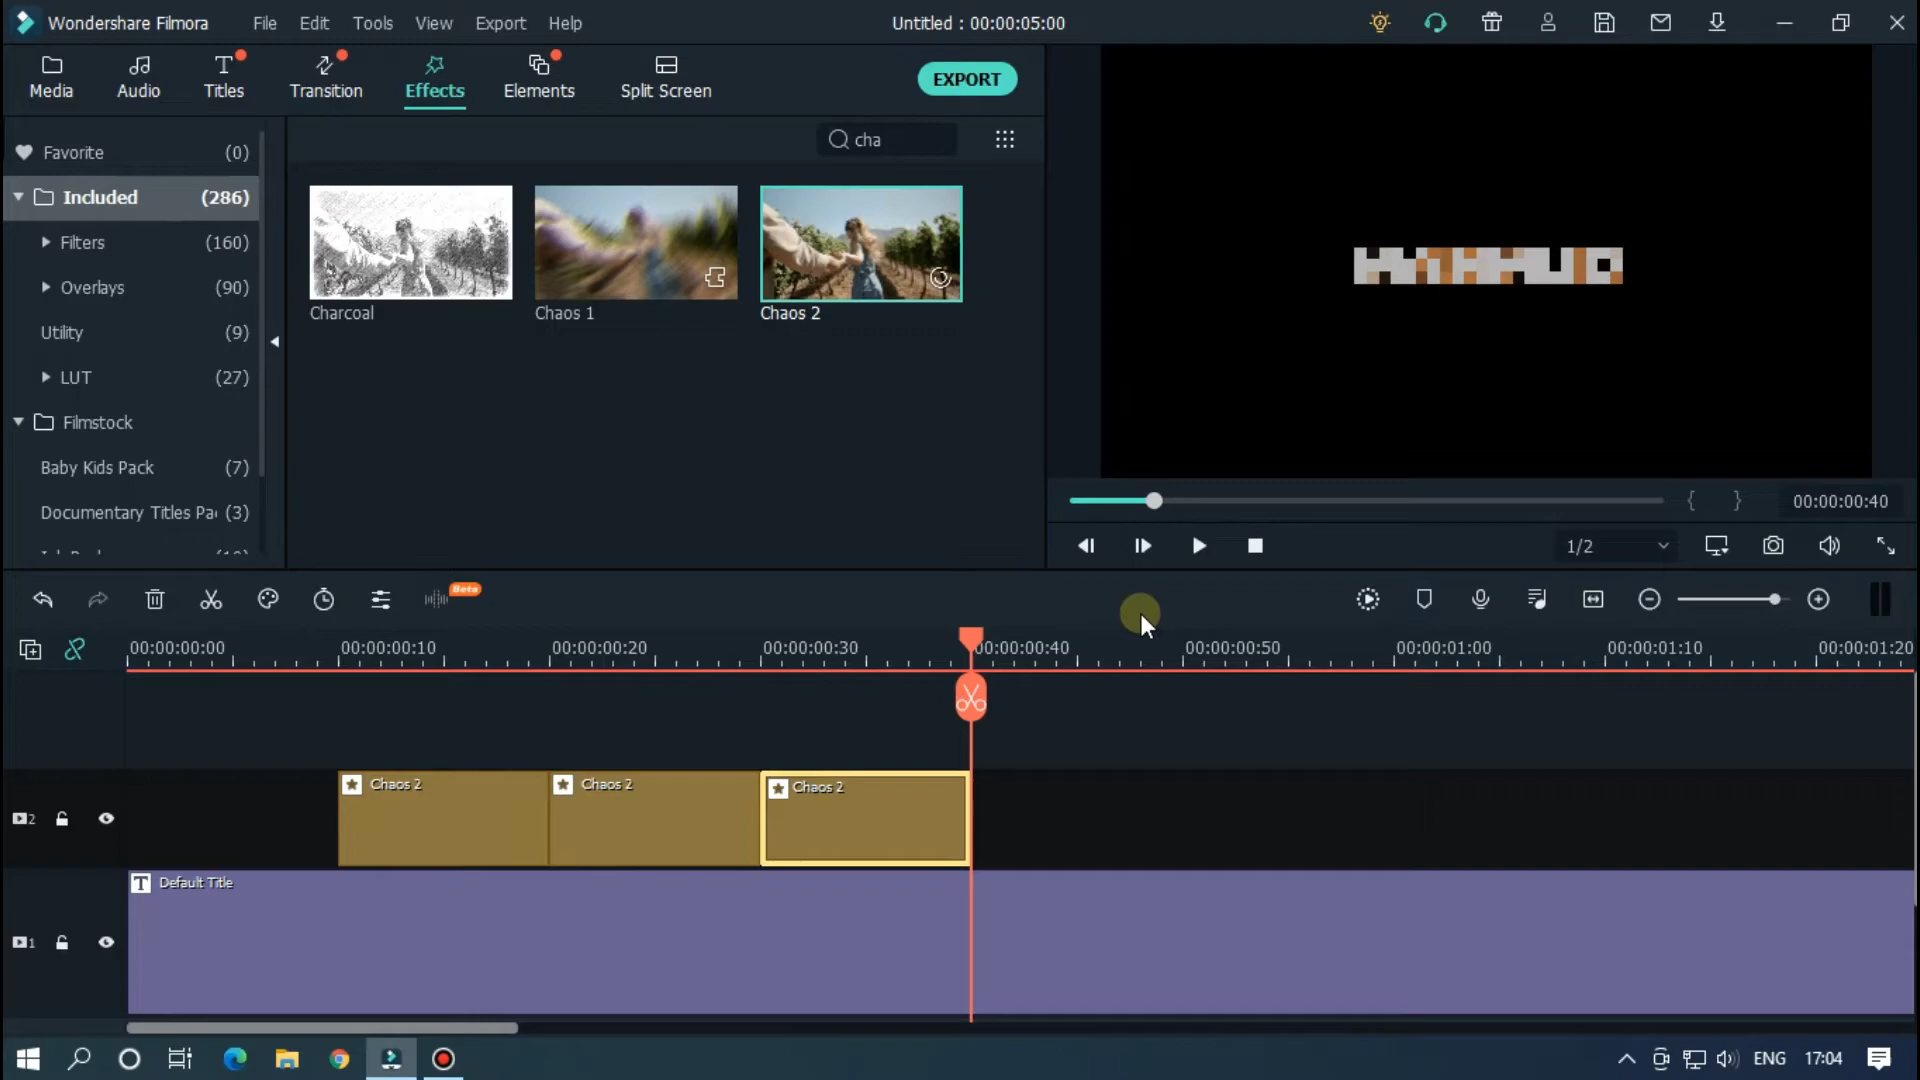 Wondershare Filmora File Edit Tools View Export Help Untitled : 00:00:05:00
Media Audio Titles Transition Effects Elements Split Screen EXPORT
Favorite (0)
cha
Included (286)
Filters (160)
Overlays (90)
Charcoal Chaos 1 Chaos 2
Utility (9)
LUT (27)
Filmstock
Baby Kids Pack (7)
Documentary Titles Pa (3)
00:00:00:40
1/2
Beta
00:00:00:00 00:00:00:10 00:00:00:20 00:00:00:30 00:00:00:40 00:00:00:50 00:00:01:00 00:00:01:10 00:00:01:20
Chaos 2 Chaos 2 Chaos 2
2
T Default Title
1
ENG 17:04